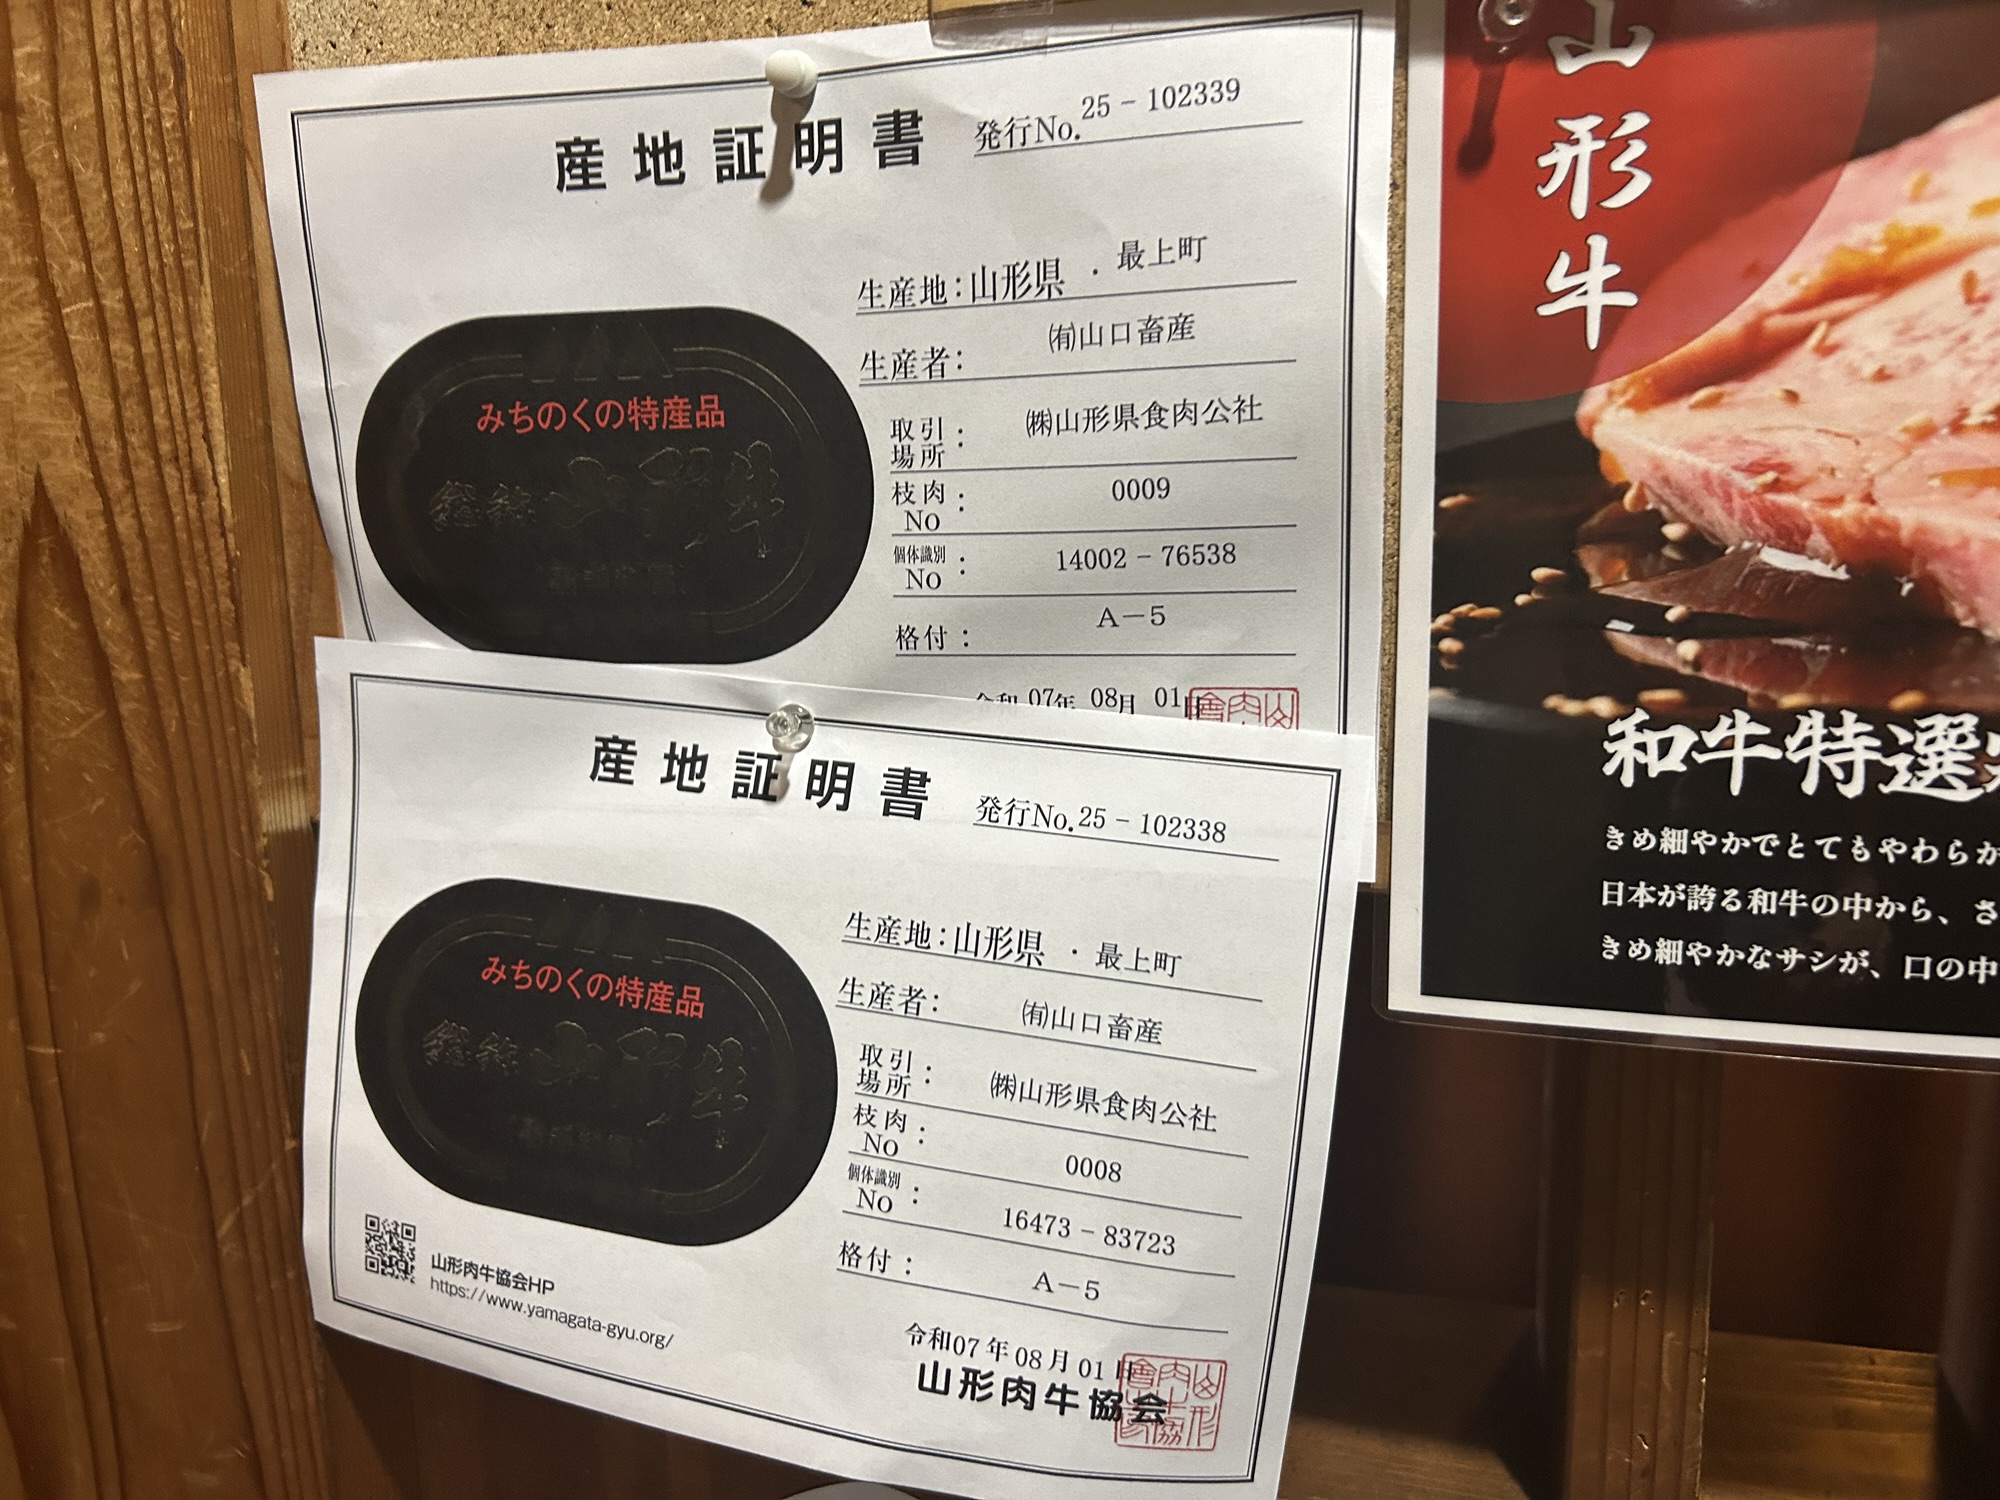 産地証明書
発行No.25-102339
生産地：山形県 ・最上町
生産者： ㈲山口畜産
取引場所： ㈱山形県食肉公社
枝肉No： 0009
個体識別No： 14002-76538
格付： A-5
令和 07年 08月 01日
みちのくの特産品
総称 山形牛
産地証明書
発行No.25-102338
生産地：山形県 ・最上町
生産者： ㈲山口畜産
取引場所： ㈱山形県食肉公社
枝肉No： 0008
個体識別No： 16473-83723
格付： A-5
令和07年08月01日
山形肉牛協会
みちのくの特産品
総称 山形牛
山形肉牛協会HP
https://www.yamagata-gyu.org/
山形牛
和牛特選
きめ細やかでとてもやわらか
日本が誇る和牛の中から、さ
きめ細やかなサシが、口の中